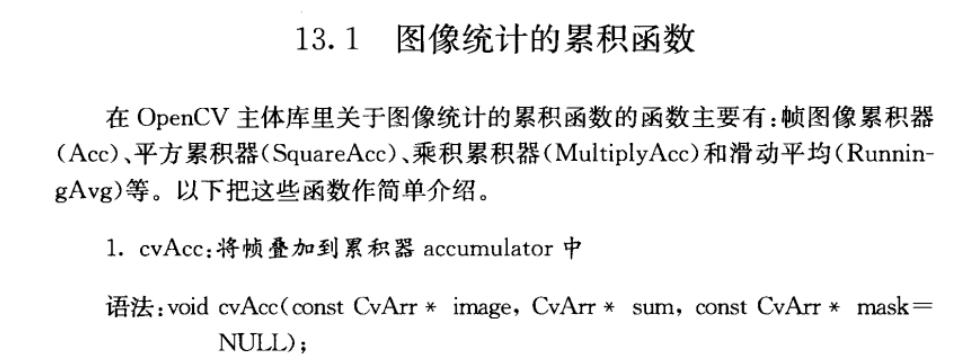 13.1 图像统计的累积函数
在 OpenCV 主体库里关于图像统计的累积函数的函数主要有:帧图像累积器
(Acc)、平方累积器(SquareAcc)、乘积累积器(MultiplyAcc)和滑动平均(Runnin-
gAvg)等。以下把这些函数作简单介绍。
1. cvAcc:将帧叠加到累积器 accumulator 中
语法:void cvAcc(const CvArr * image, CvArr * sum, const CvArr * mask=
NULL);